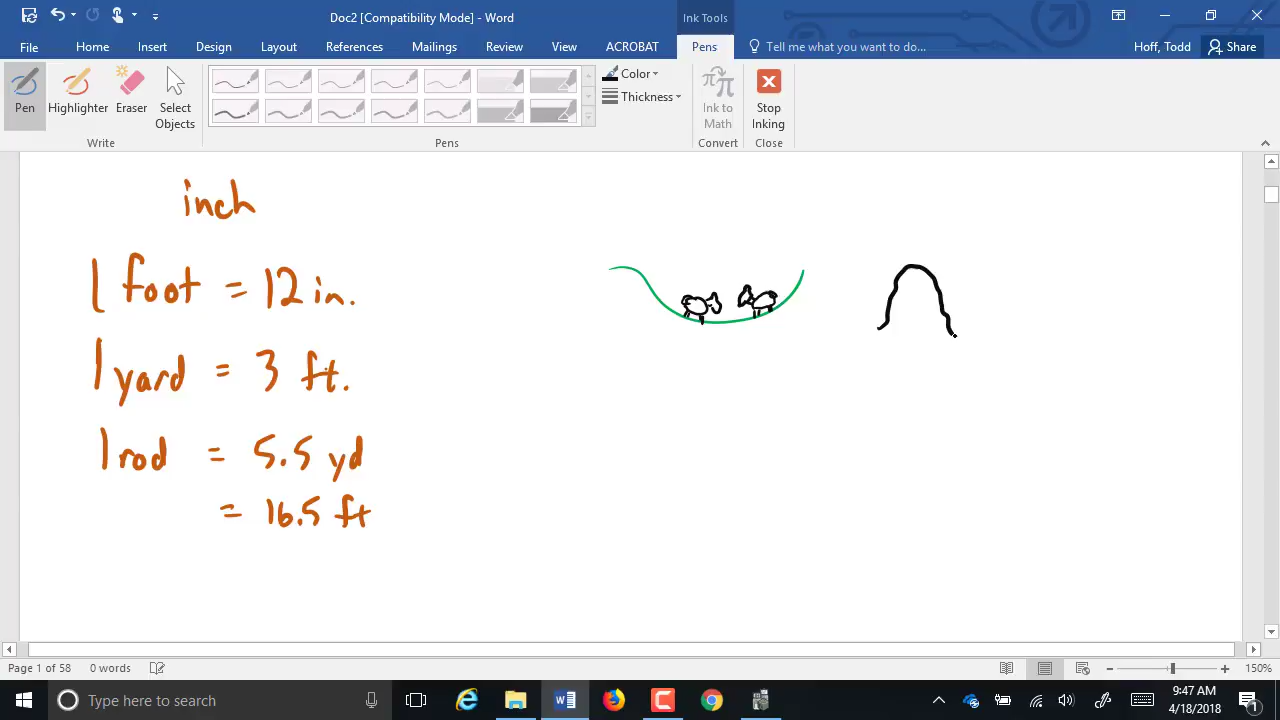 Doc2 [Compatibility Mode] - Word
Ink Tools
File
Home
Insert
Design
Layout
References
Mailings
Review
View
ACROBAT
Pens
Tell me what you want to do...
Hoff, Todd
Share
Pen
Highlighter
Eraser
Select Objects
Color
Thickness
Ink to Math
Stop Inking
Write
Pens
Convert
Close
inch
1 foot = 12 in.
1 yard = 3 ft.
1 rod = 5.5 yd
= 16.5 ft
Page 1 of 58
0 words
150%
Type here to search
9:47 AM
4/18/2018
1